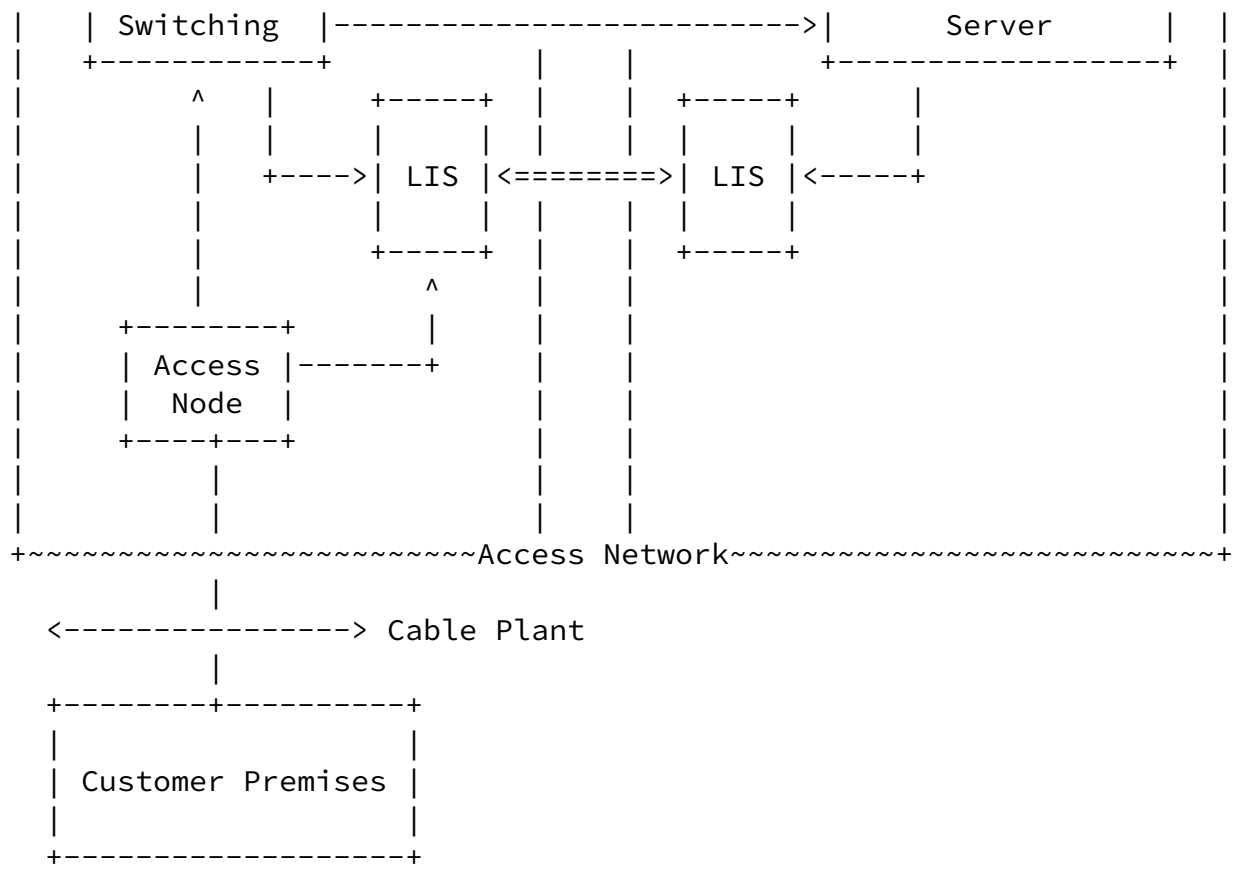 Switching Server
LIS LIS
Access
Node
Access Network
Cable Plant
Customer Premises